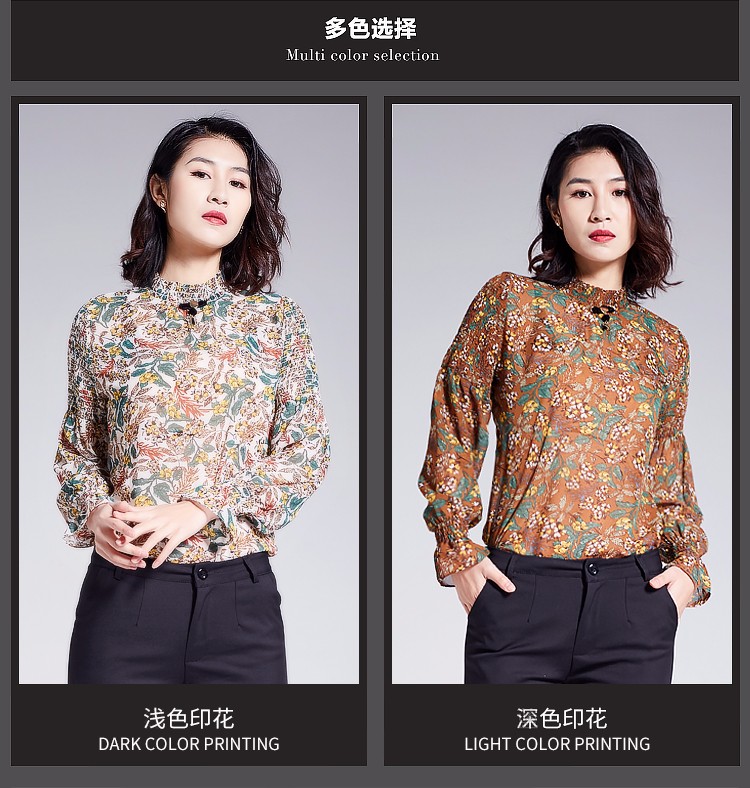 多色选择
Multi color selection
浅色印花
DARK COLOR PRINTING
深色印花
LIGHT COLOR PRINTING